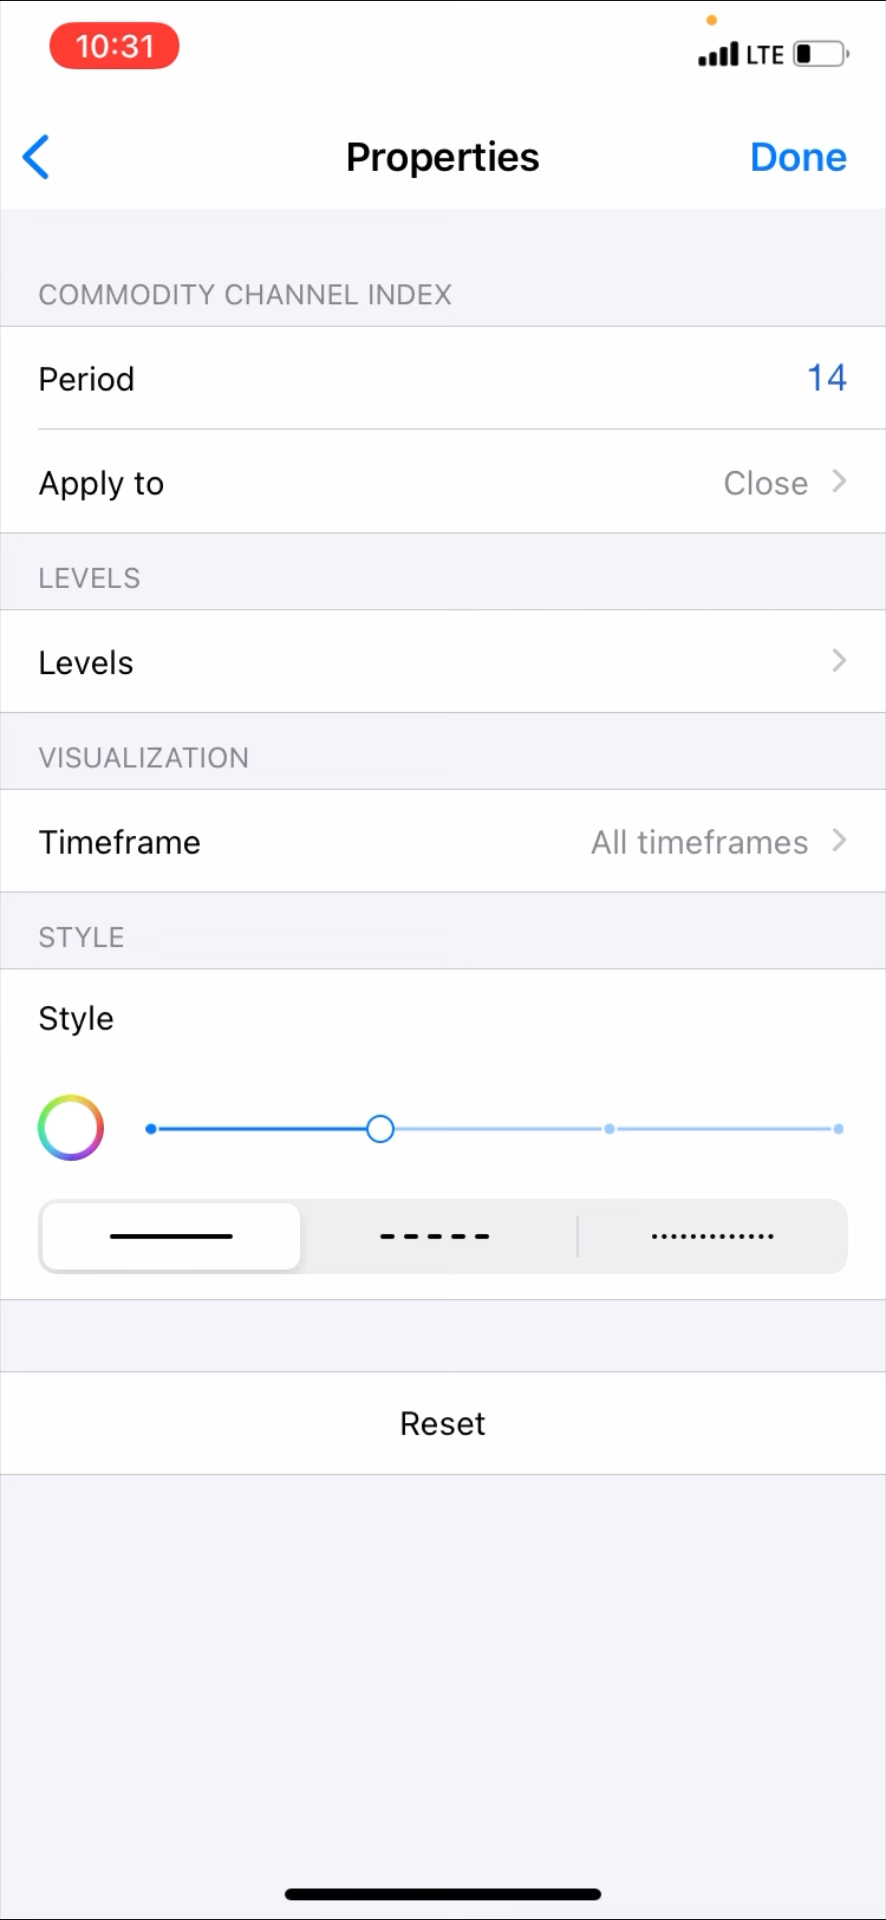 10:31
LTE
Properties
Done
COMMODITY CHANNEL INDEX
Period
14
Apply to
Close
LEVELS
Levels
VISUALIZATION
Timeframe
All timeframes
STYLE
Style
Reset